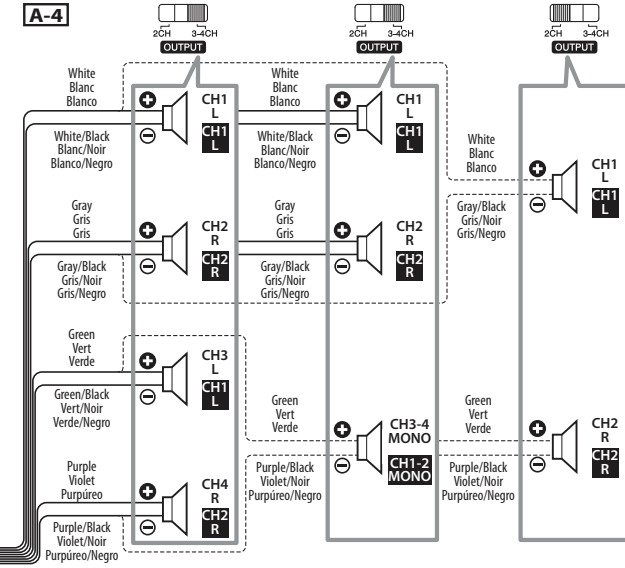 A-4
2CH 3-4CH
OUTPUT
2CH 3-4CH
OUTPUT
2CH 3-4CH
OUTPUT
White
Blanc
Blanco
CH1
L
CH1
L
White/Black
Blanc/Noir
Blanco/Negro
Gray
Gris
Gris
CH2
R
CH2
R
Gray/Black
Gris/Noir
Gris/Negro
Green
Vert
Verde
CH3
L
CH1
L
Green/Black
Vert/Noir
Verde/Negro
Purple
Violet
Purpúreo
CH4
R
CH2
R
Purple/Black
Violet/Noir
Purpúreo/Negro
White
Blanc
Blanco
CH1
L
CH1
L
White/Black
Blanc/Noir
Blanco/Negro
Gray
Gris
Gris
CH2
R
CH2
R
Gray/Black
Gris/Noir
Gris/Negro
Green
Vert
Verde
CH3-4
MONO
CH1-2
MONO
Purple/Black
Violet/Noir
Purpúreo/Negro
White
Blanc
Blanco
CH1
L
CH1
L
Gray/Black
Gris/Noir
Gris/Negro
Green
Vert
Verde
CH2
R
CH2
R
Purple/Black
Violet/Noir
Purpúreo/Negro